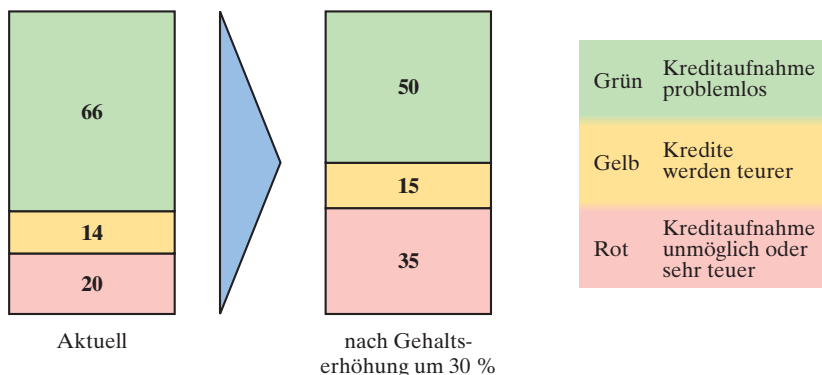 66
14
20
Aktuell
50
15
35
nach Gehalts-
erhöhung um 30 %
Grün Kreditaufnahme
problemlos
Gelb Kredite
werden teurer
Rot Kreditaufnahme
unmöglich oder
sehr teuer